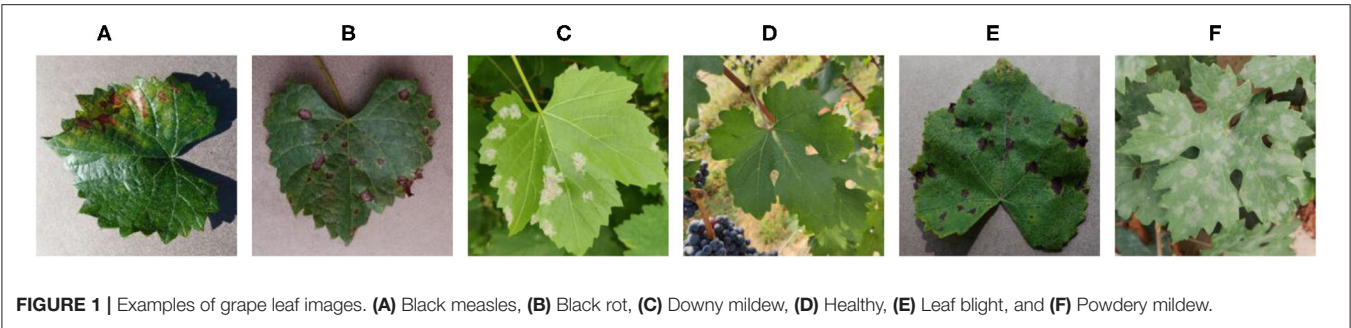 A B C D E F
FIGURE 1 | Examples of grape leaf images. (A) Black measles, (B) Black rot, (C) Downy mildew, (D) Healthy, (E) Leaf blight, and (F) Powdery mildew.